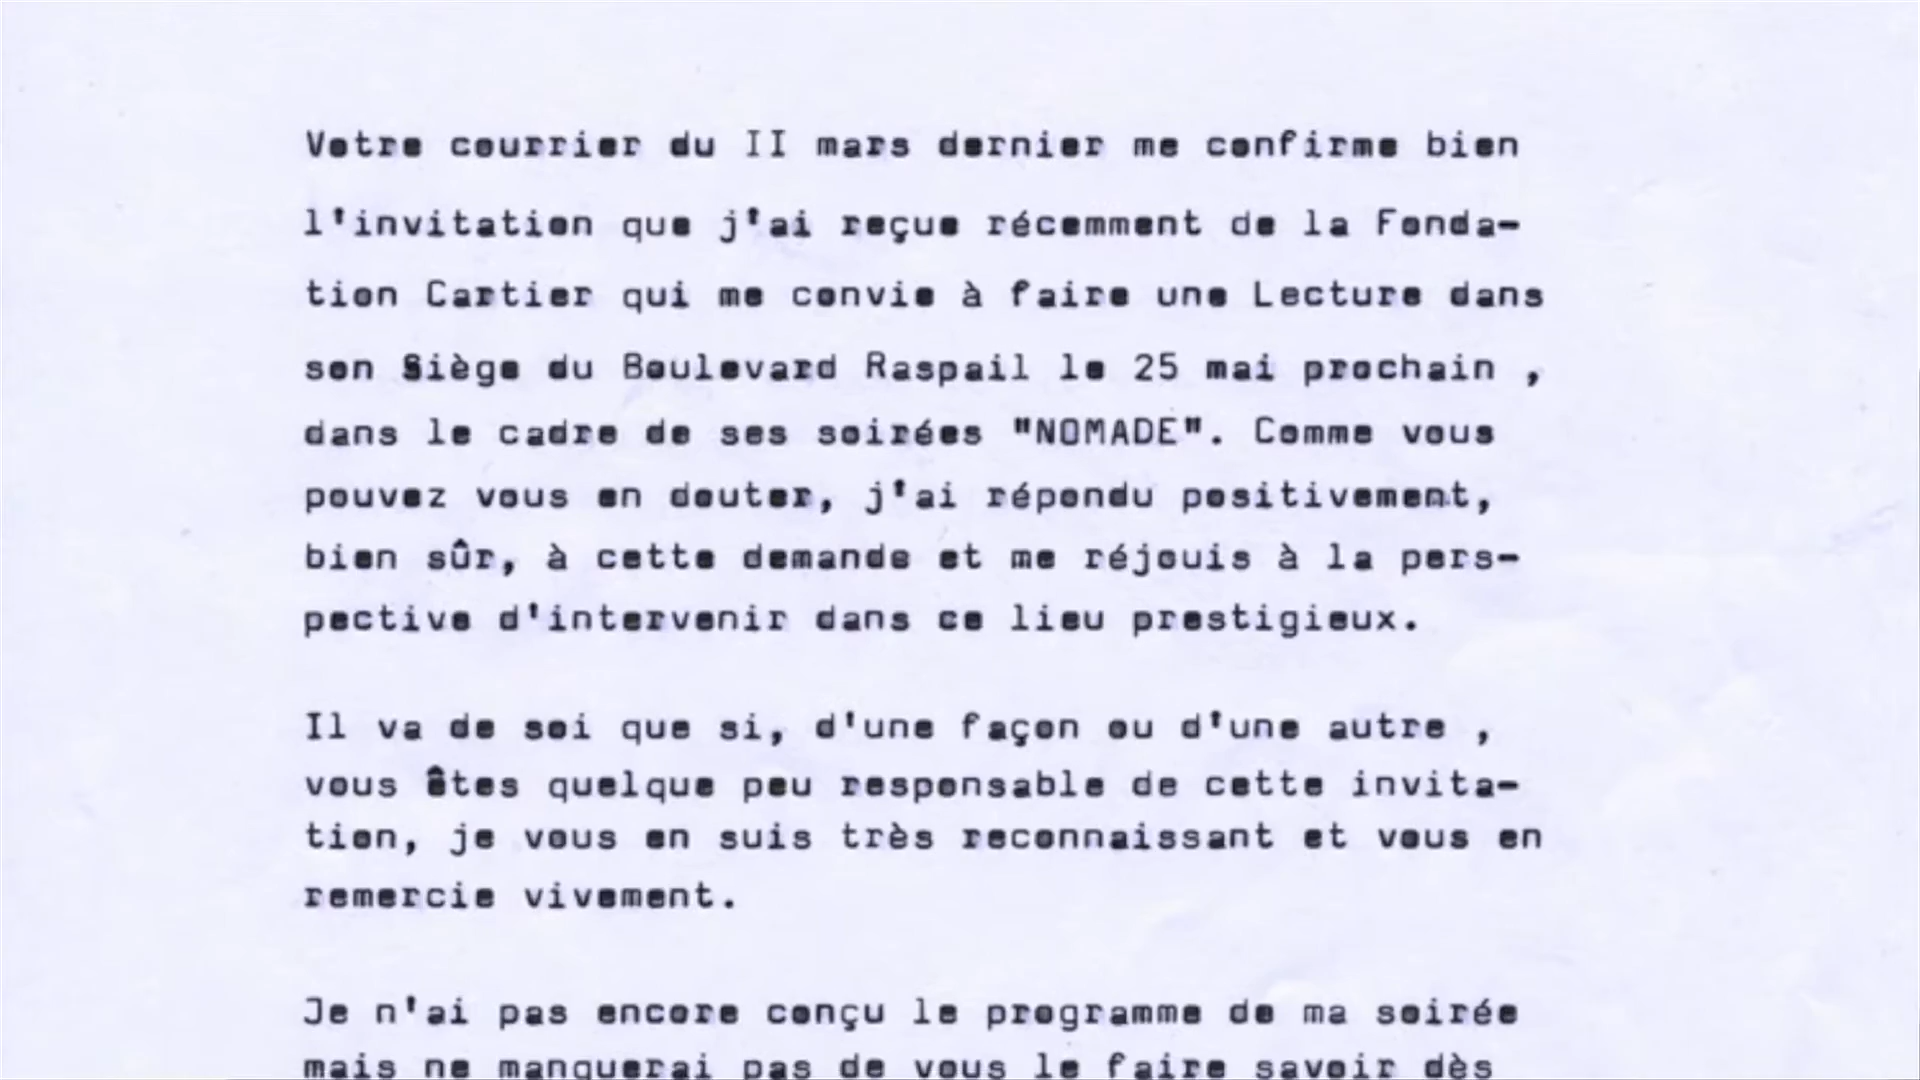 Votre courrier du II mars dernier me confirme bien
l'invitation que j'ai reçue récemment de la Fonda-
tion Cartier qui me convie à faire une Lecture dans
son Siège du Boulevard Raspail le 25 mai prochain ,
dans le cadre de ses soirées "NOMADE". Comme vous
pouvez vous en douter, j'ai répondu positivement,
bien sûr, à cette demande et me réjouis à la pers-
pective d'intervenir dans ce lieu prestigieux.
Il va de soi que si, d'une façon ou d'une autre ,
vous êtes quelque peu responsable de cette invita-
tion, je vous en suis très reconnaissant et vous en
remercie vivement.
Je n'ai pas encore conçu le programme de ma soirée
mais ne manquerai pas de vous le faire savoir dès